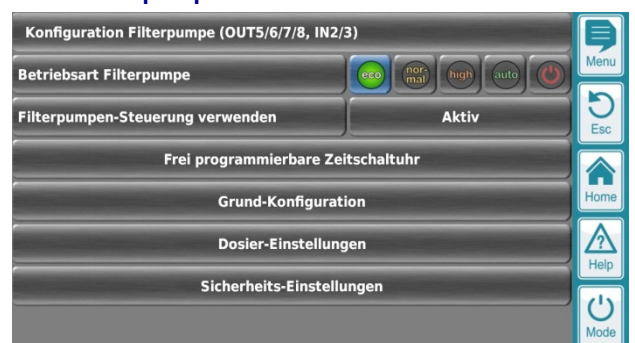 Konfiguration Filterpumpe (OUT5/6/7/8, IN2/3)
Menu
Betriebsart Filterpumpe
eco
nor-
mal
high
auto
Filterpumpen-Steuerung verwenden
Aktiv
Esc
Frei programmierbare Zeitschaltuhr
Grund-Konfiguration
Home
Dosier-Einstellungen
Help
Sicherheits-Einstellungen
Mode